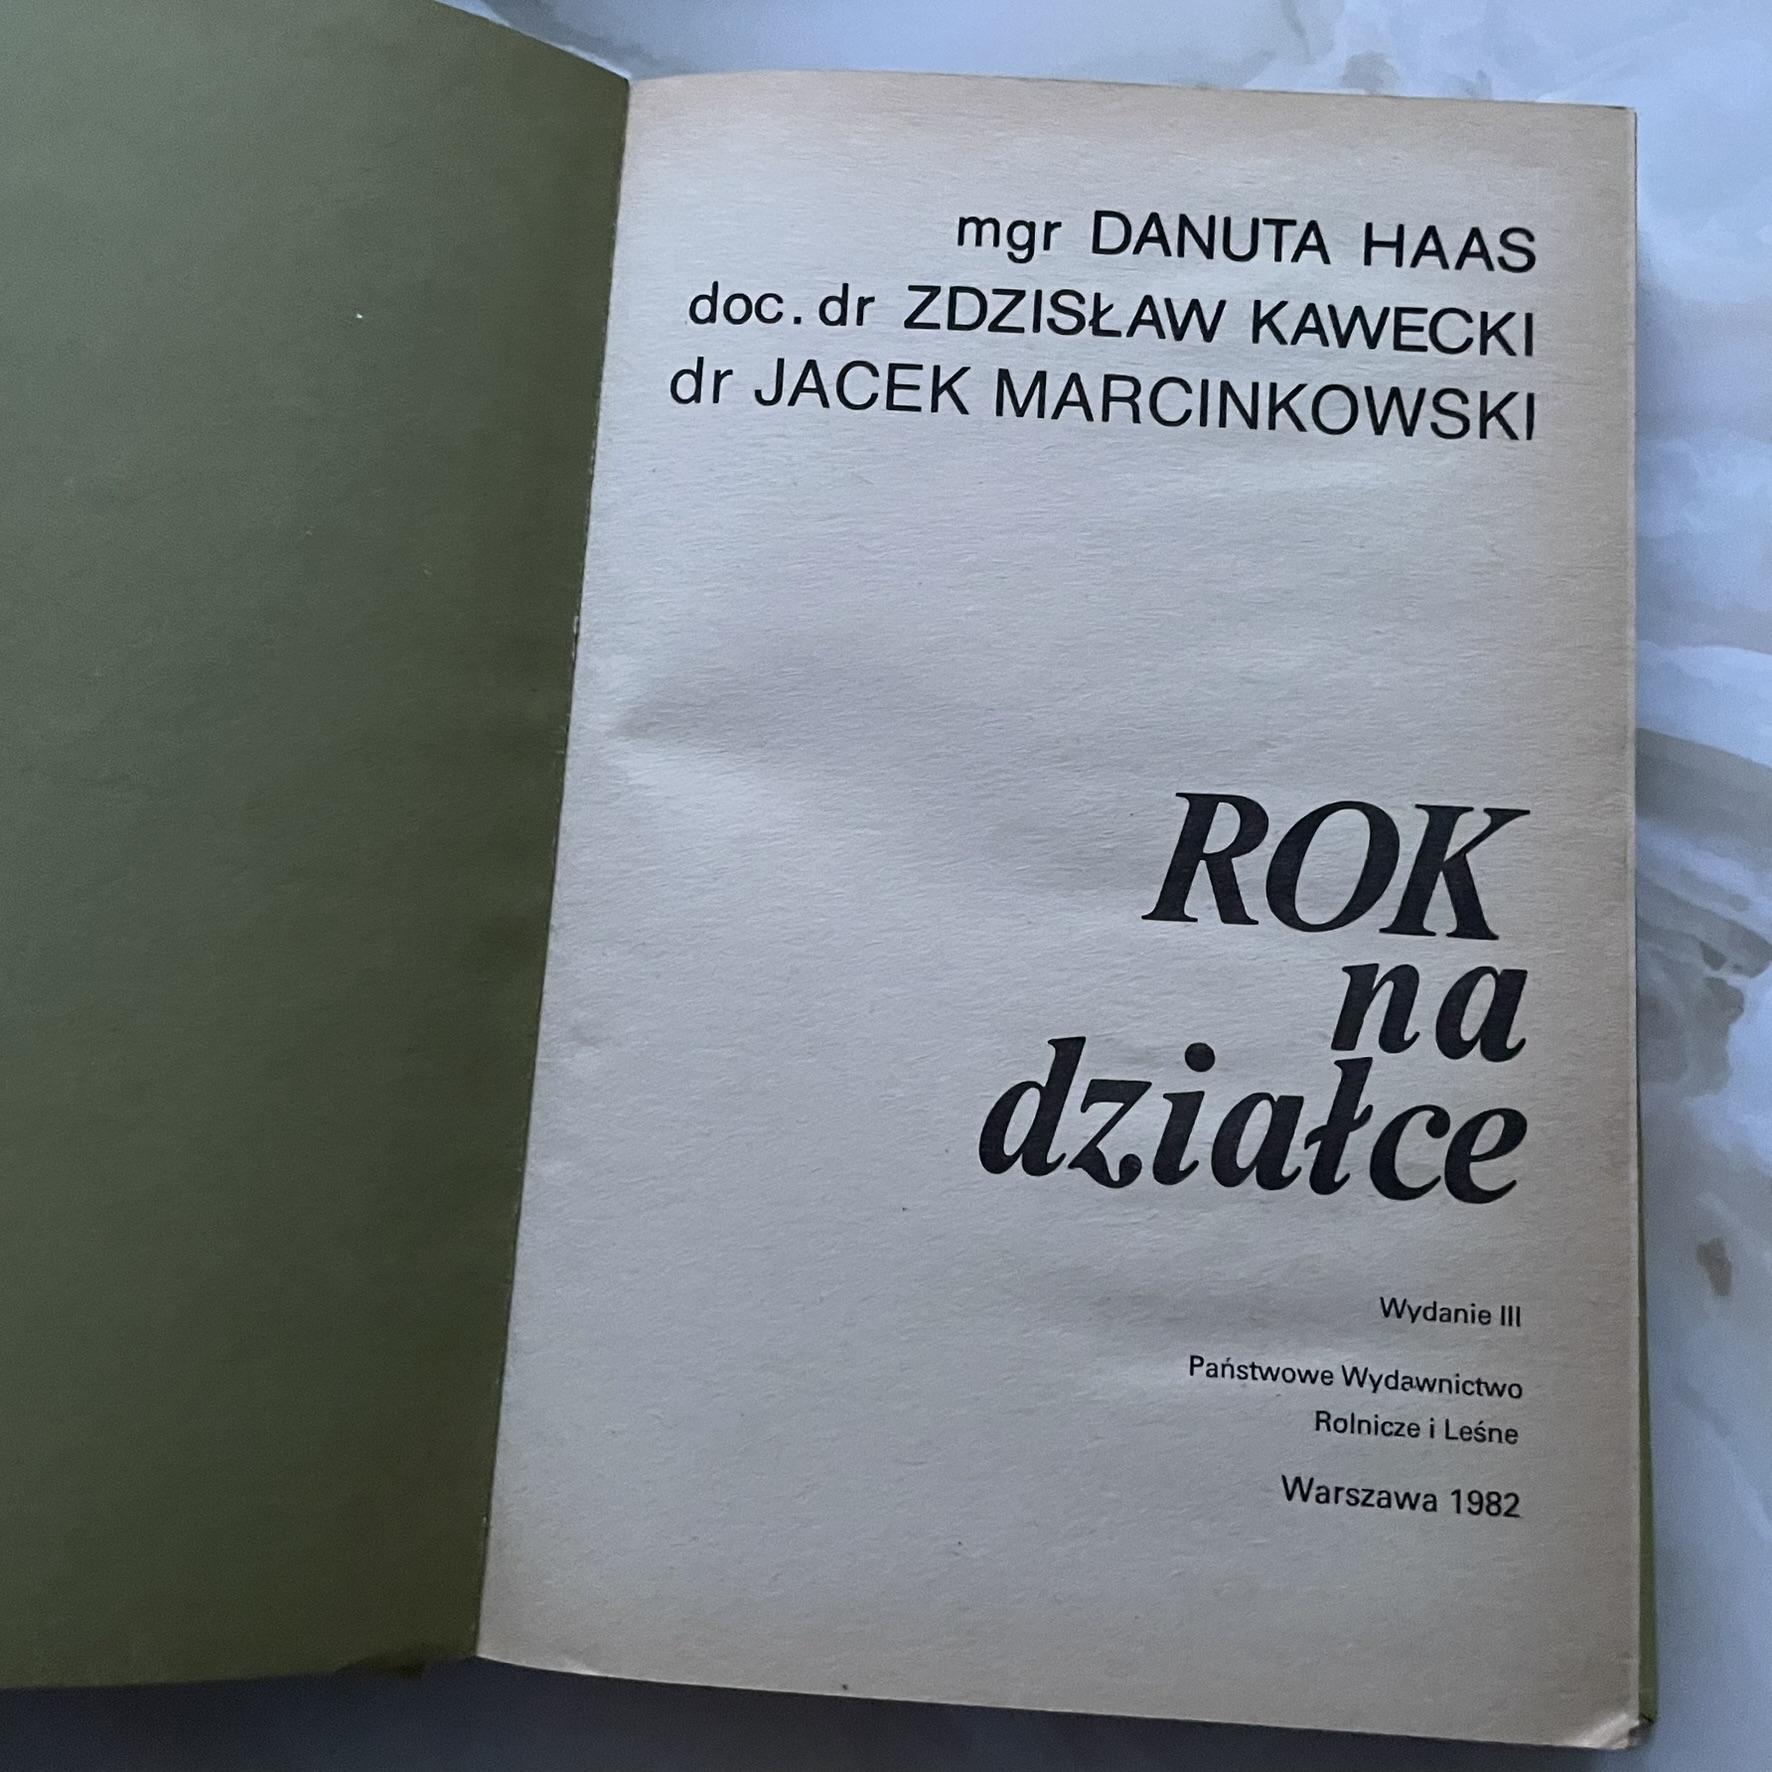 mgr DANUTA HAAS
doc. dr ZDZISŁAW KAWECKI
dr JACEK MARCINKOWSKI
ROK
na
działce
Wydanie III
Państwowe Wydawnictwo
Rolnicze i Leśne
Warszawa 1982